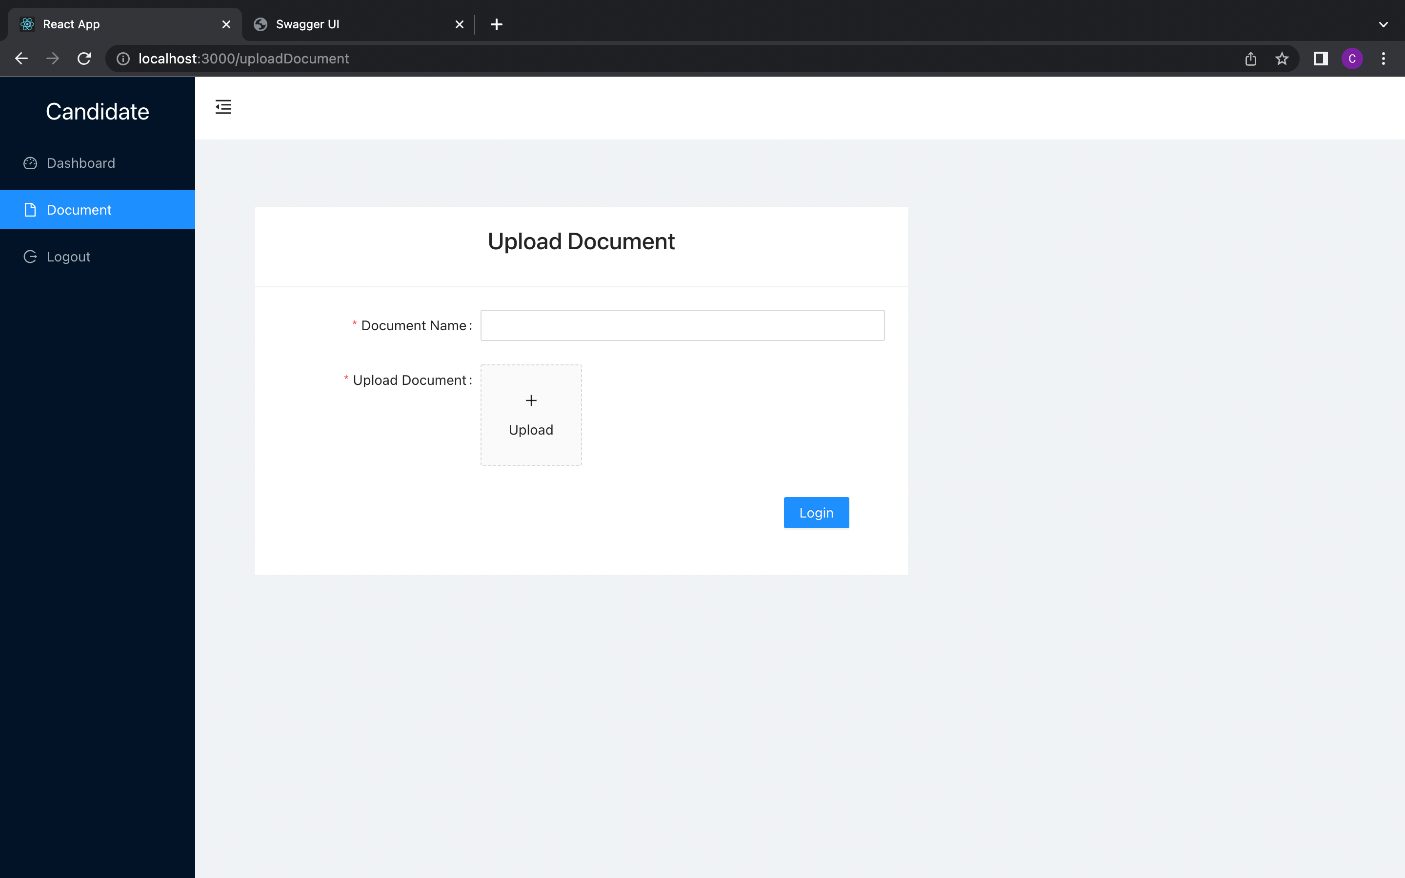 React App
Swagger UI
localhost:3000/uploadDocument
C
Candidate
Dashboard
Document
Logout
Upload Document
* Document Name:
* Upload Document:
Upload
Login